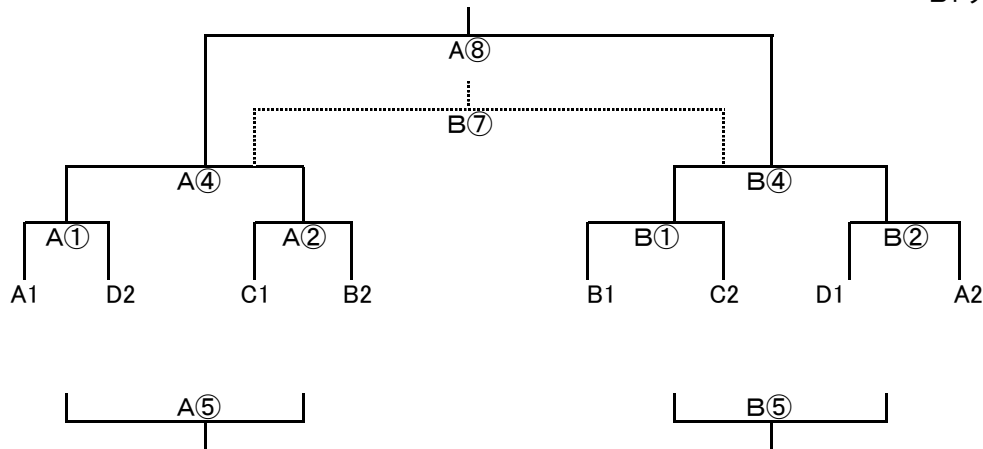 A⑧
B⑦
A④ B④
A① A② B① B②
A1 D2 C1 B2 B1 C2 D1 A2
A⑤ B⑤